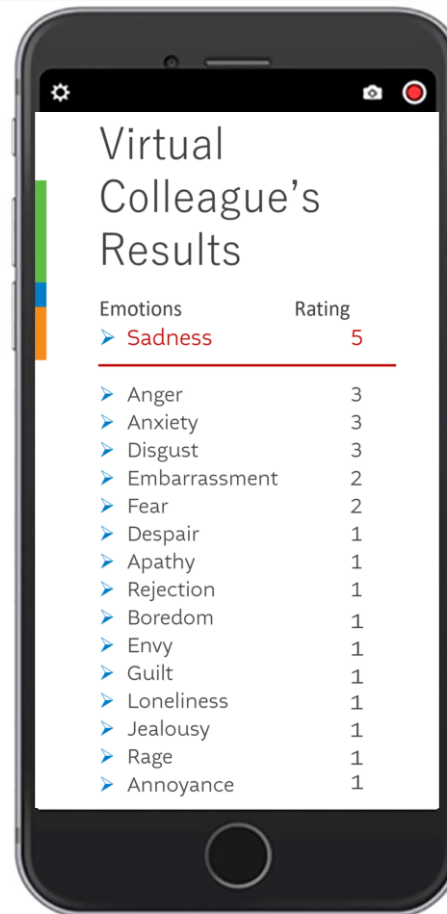 Virtual
Colleague's
Results
Emotions Rating
➢ Sadness 5
➢ Anger 3
➢ Anxiety 3
➢ Disgust 3
➢ Embarrassment 2
➢ Fear 2
➢ Despair 1
➢ Apathy 1
➢ Rejection 1
➢ Boredom 1
➢ Envy 1
➢ Guilt 1
➢ Loneliness 1
➢ Jealousy 1
➢ Rage 1
➢ Annoyance 1